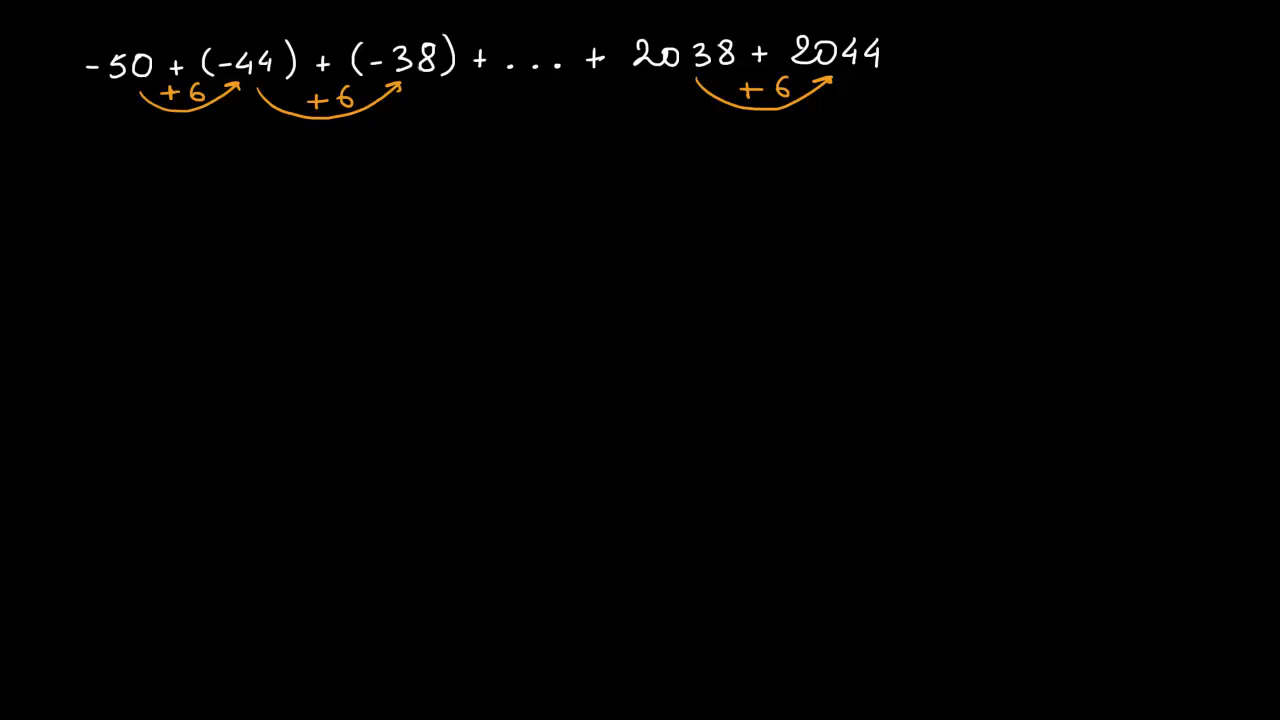 -50 + (-44) + (-38) + ... + 2038 + 2044
+6 +6 +6